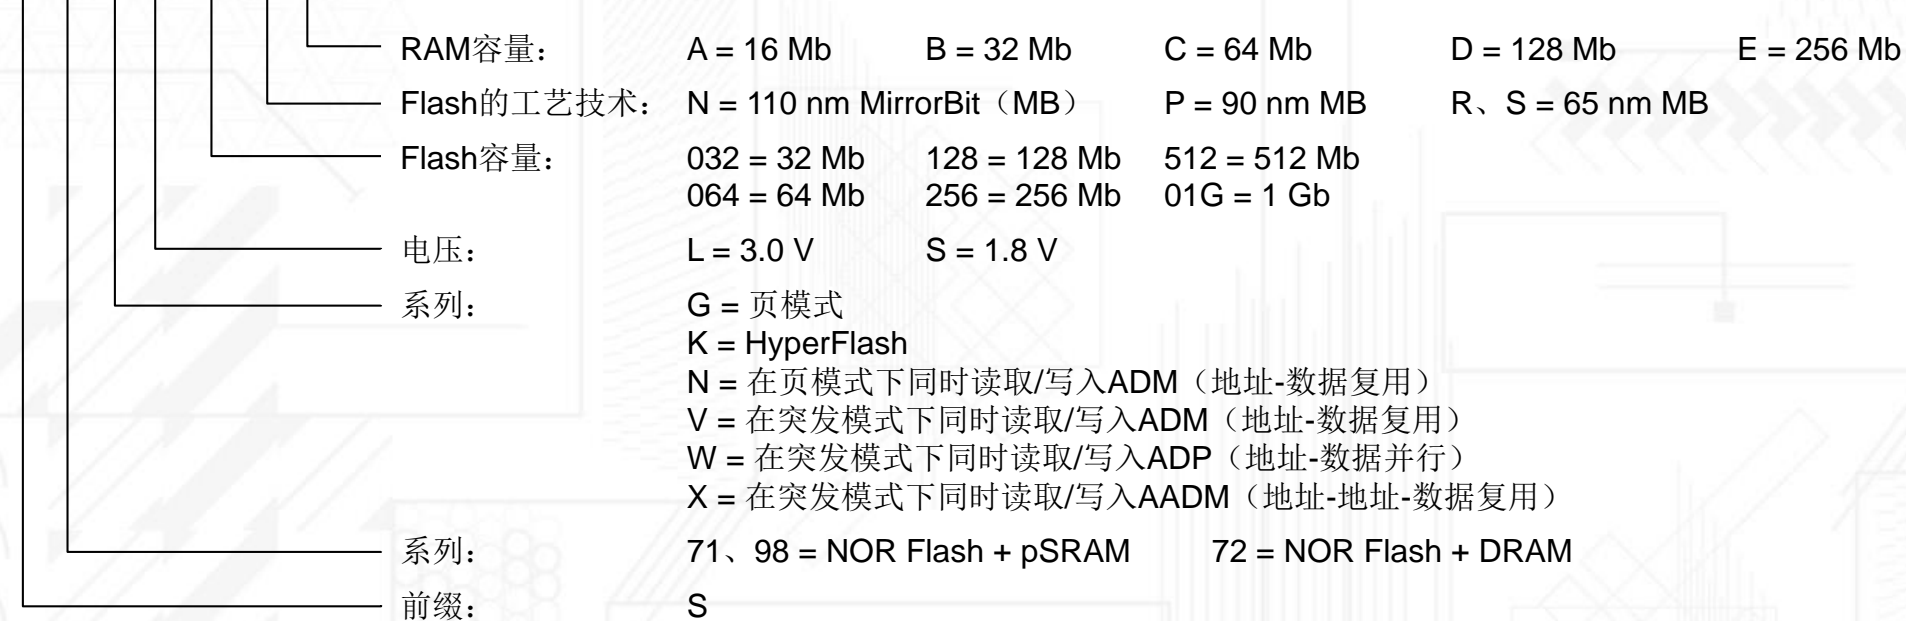 RAM容量： A = 16 Mb B = 32 Mb C = 64 Mb D = 128 Mb E = 256 Mb
Flash的工艺技术： N = 110 nm MirrorBit（MB） P = 90 nm MB R、S = 65 nm MB
Flash容量： 032 = 32 Mb 128 = 128 Mb 512 = 512 Mb
064 = 64 Mb 256 = 256 Mb 01G = 1 Gb
电压： L = 3.0 V S = 1.8 V
系列： G = 页模式
K = HyperFlash
N = 在页模式下同时读取/写入ADM（地址-数据复用）
V = 在突发模式下同时读取/写入ADM（地址-数据复用）
W = 在突发模式下同时读取/写入ADP（地址-数据并行）
X = 在突发模式下同时读取/写入AADM（地址-地址-数据复用）
系列： 71、98 = NOR Flash + pSRAM 72 = NOR Flash + DRAM
前缀： S